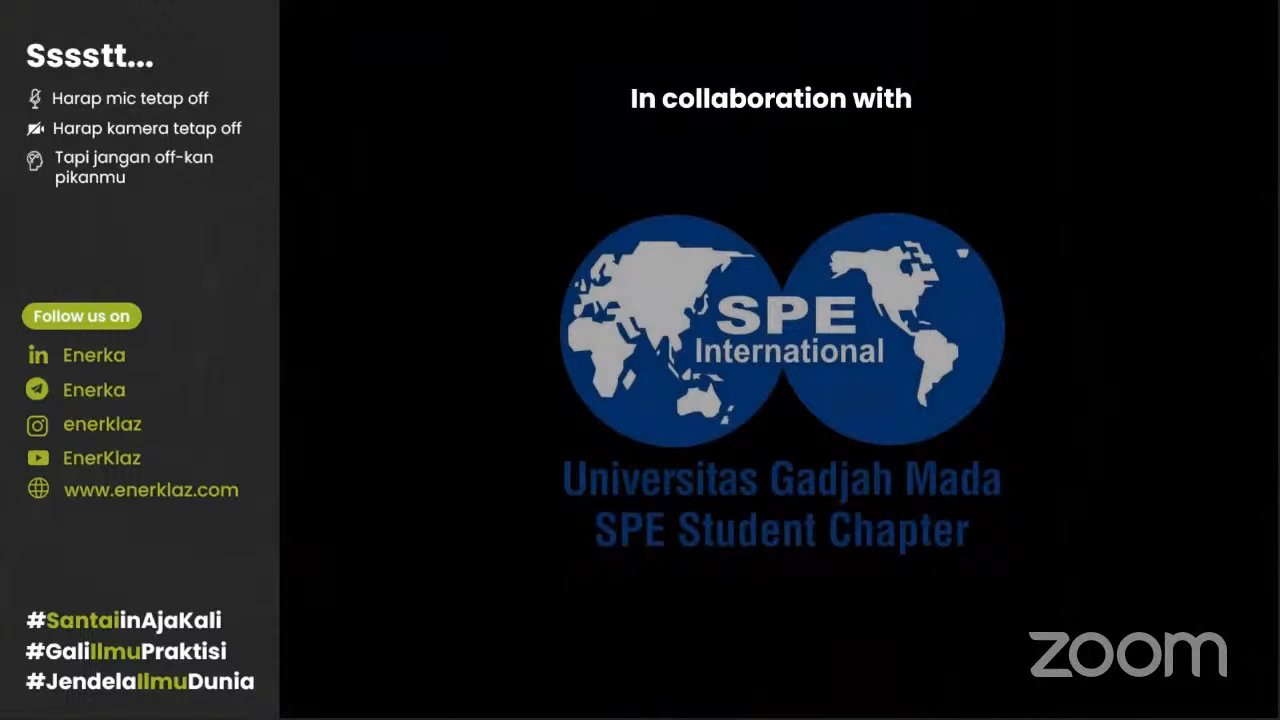 Sssstt...
Harap mic tetap off
Harap kamera tetap off
Tapi jangan off-kan
pikanmu
Follow us on
Enerka
Enerka
enerklaz
EnerKlaz
www.enerklaz.com
#SantaiinAjaKali
#GaliIlmuPraktisi
#JendelaIlmuDunia
In collaboration with
SPE
International
Universitas Gadjah Mada
SPE Student Chapter
zoom